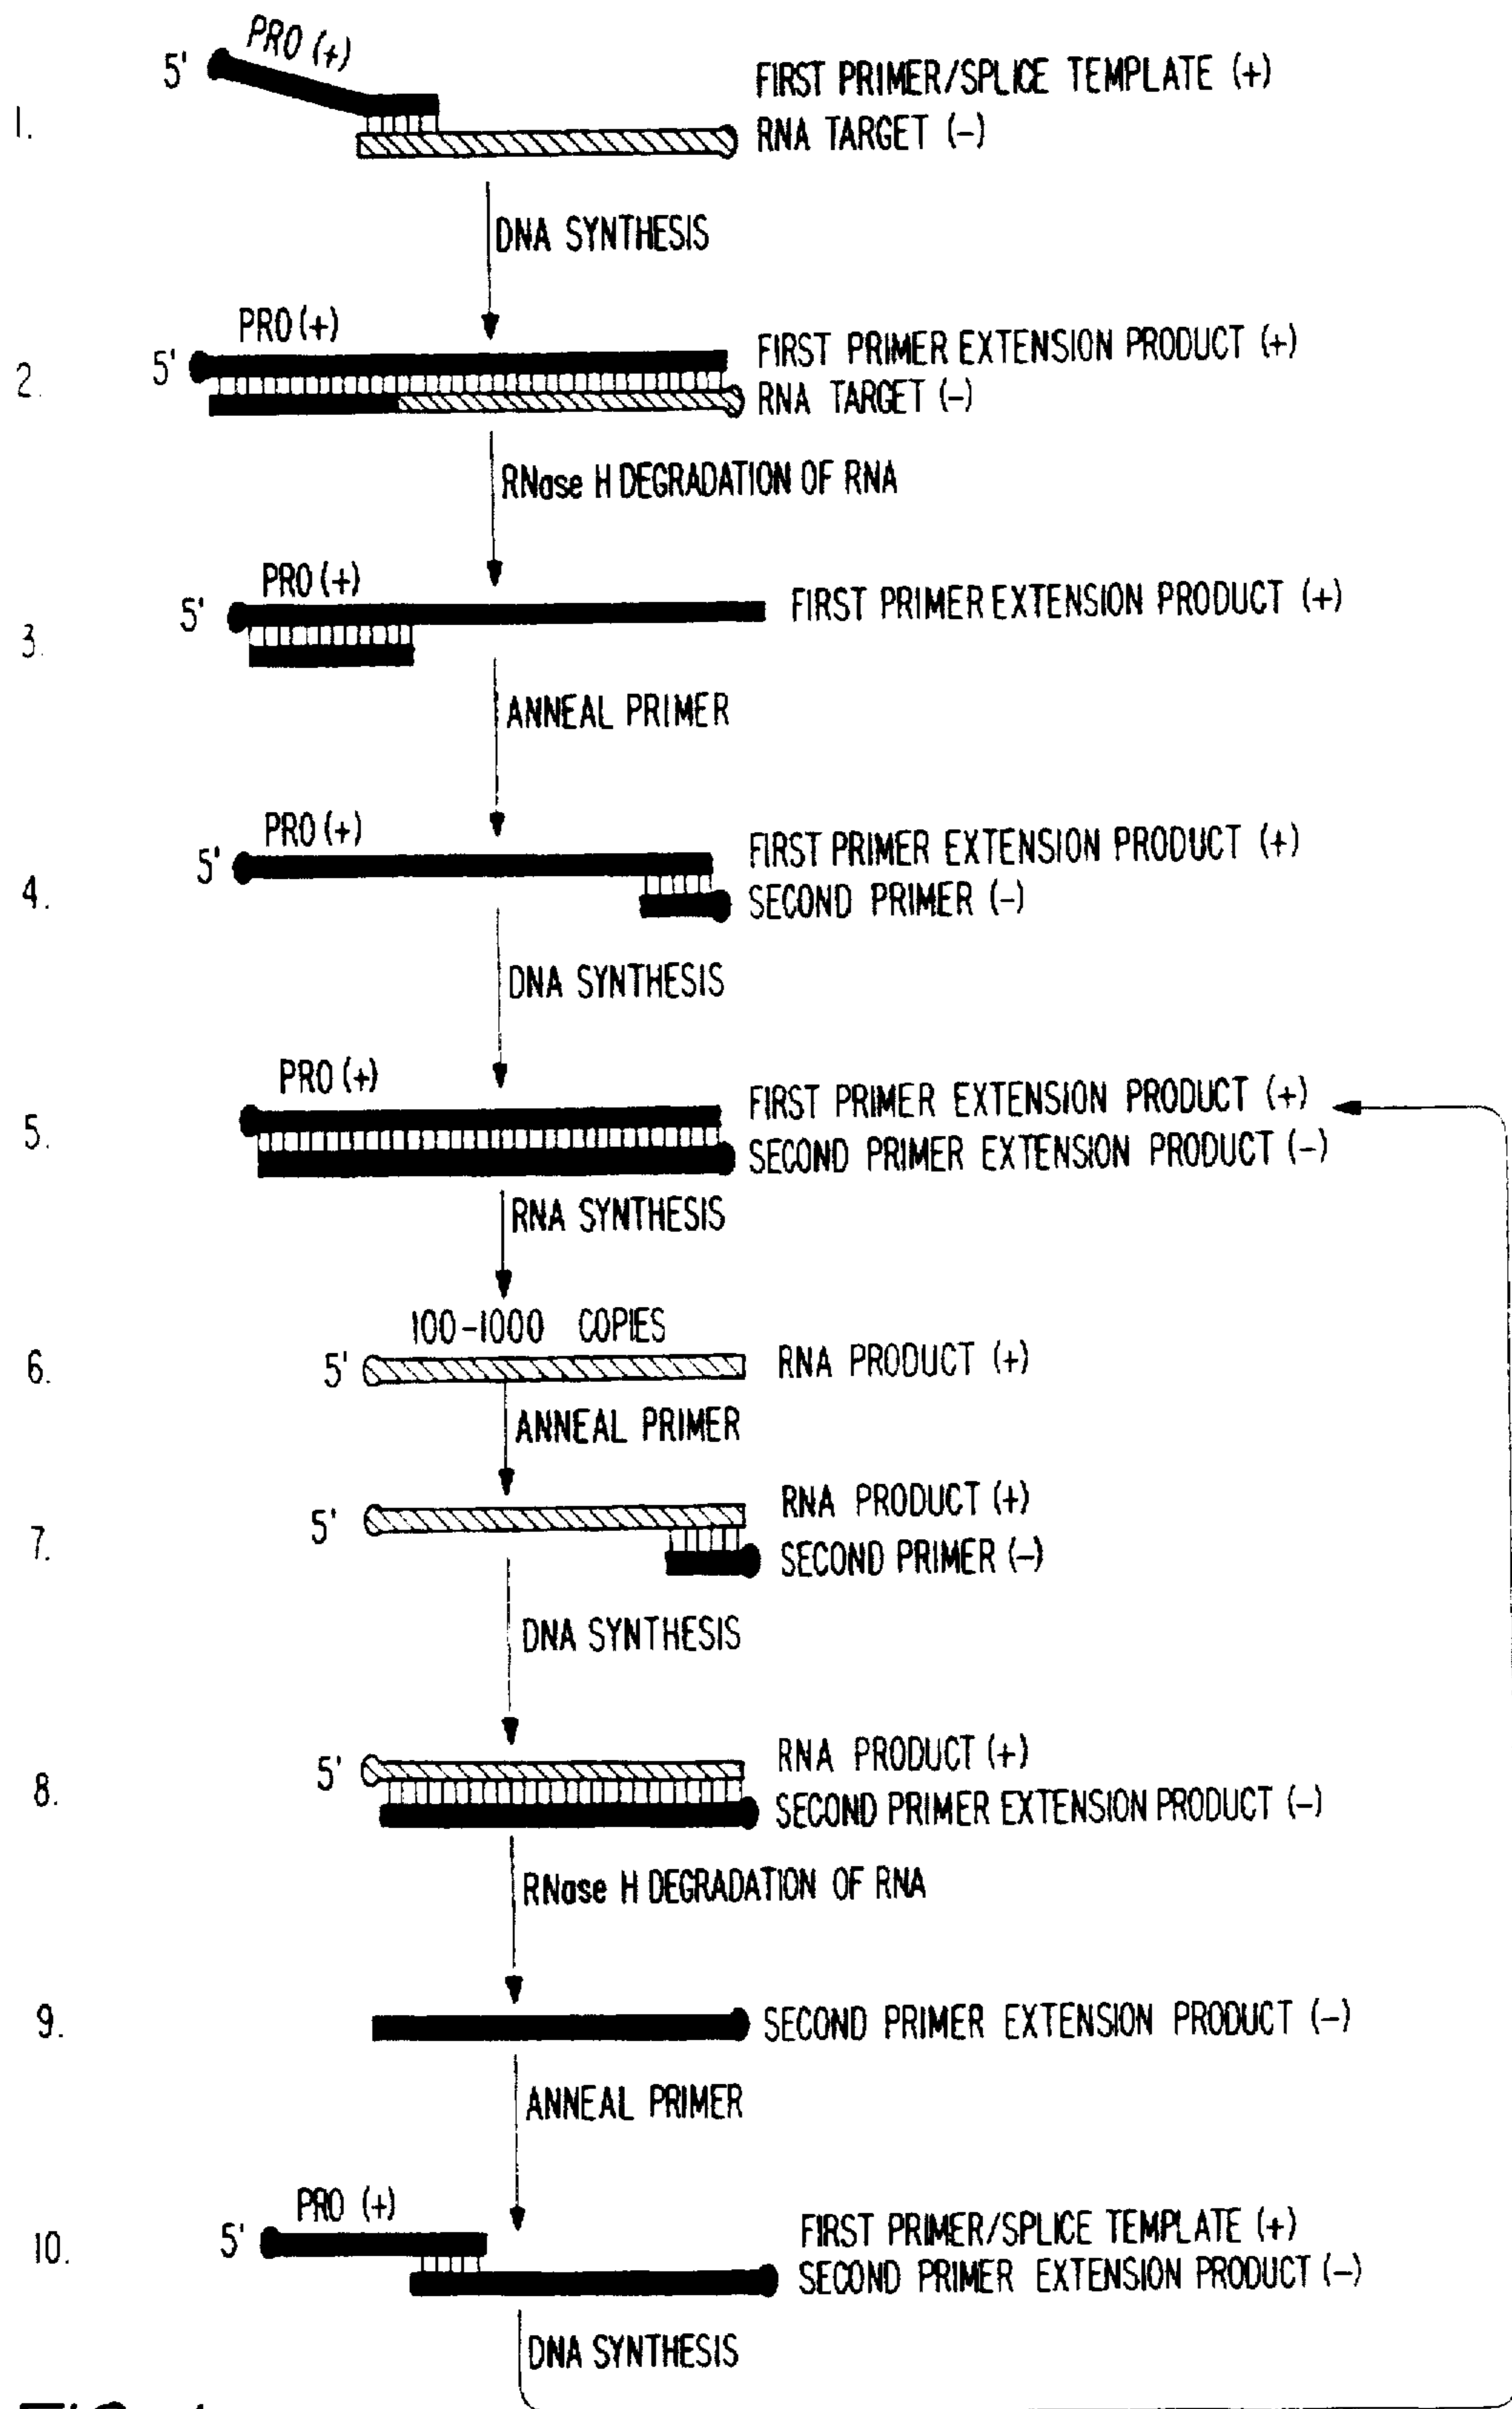 PRO (+)
5'
FIRST PRIMER/SPLICE TEMPLATE (+)
1.
RNA TARGET (-)
DNA SYNTHESIS
PRO (+)
5'
FIRST PRIMER EXTENSION PRODUCT (+)
2.
RNA TARGET (-)
RNase H DEGRADATION OF RNA
PRO (+)
5'
FIRST PRIMER EXTENSION PRODUCT (+)
3.
ANNEAL PRIMER
PRO (+)
5'
FIRST PRIMER EXTENSION PRODUCT (+)
4.
SECOND PRIMER (-)
DNA SYNTHESIS
PRO (+)
FIRST PRIMER EXTENSION PRODUCT (+)
5.
SECOND PRIMER EXTENSION PRODUCT (-)
RNA SYNTHESIS
100-1000 COPIES
6.
5'
RNA PRODUCT (+)
ANNEAL PRIMER
RNA PRODUCT (+)
5'
7.
SECOND PRIMER (-)
DNA SYNTHESIS
5'
RNA PRODUCT (+)
8.
SECOND PRIMER EXTENSION PRODUCT (-)
RNase H DEGRADATION OF RNA
9.
SECOND PRIMER EXTENSION PRODUCT (-)
ANNEAL PRIMER
PRO (+)
5'
FIRST PRIMER/SPLICE TEMPLATE (+)
10.
SECOND PRIMER EXTENSION PRODUCT (-)
DNA SYNTHESIS